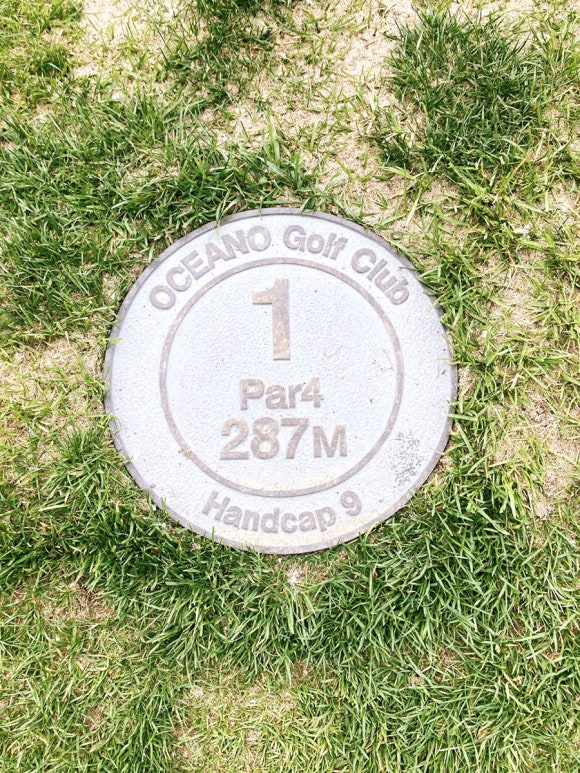 OCEANO Golf Club
1
Par4
287M
Handcap 9